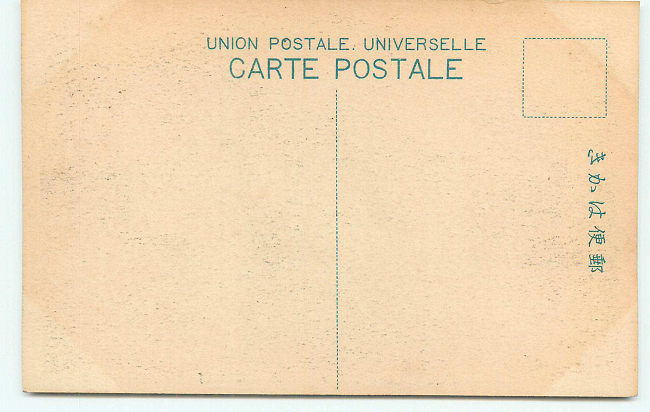 UNION POSTALE. UNIVERSELLE
CARTE POSTALE
郵便はかき